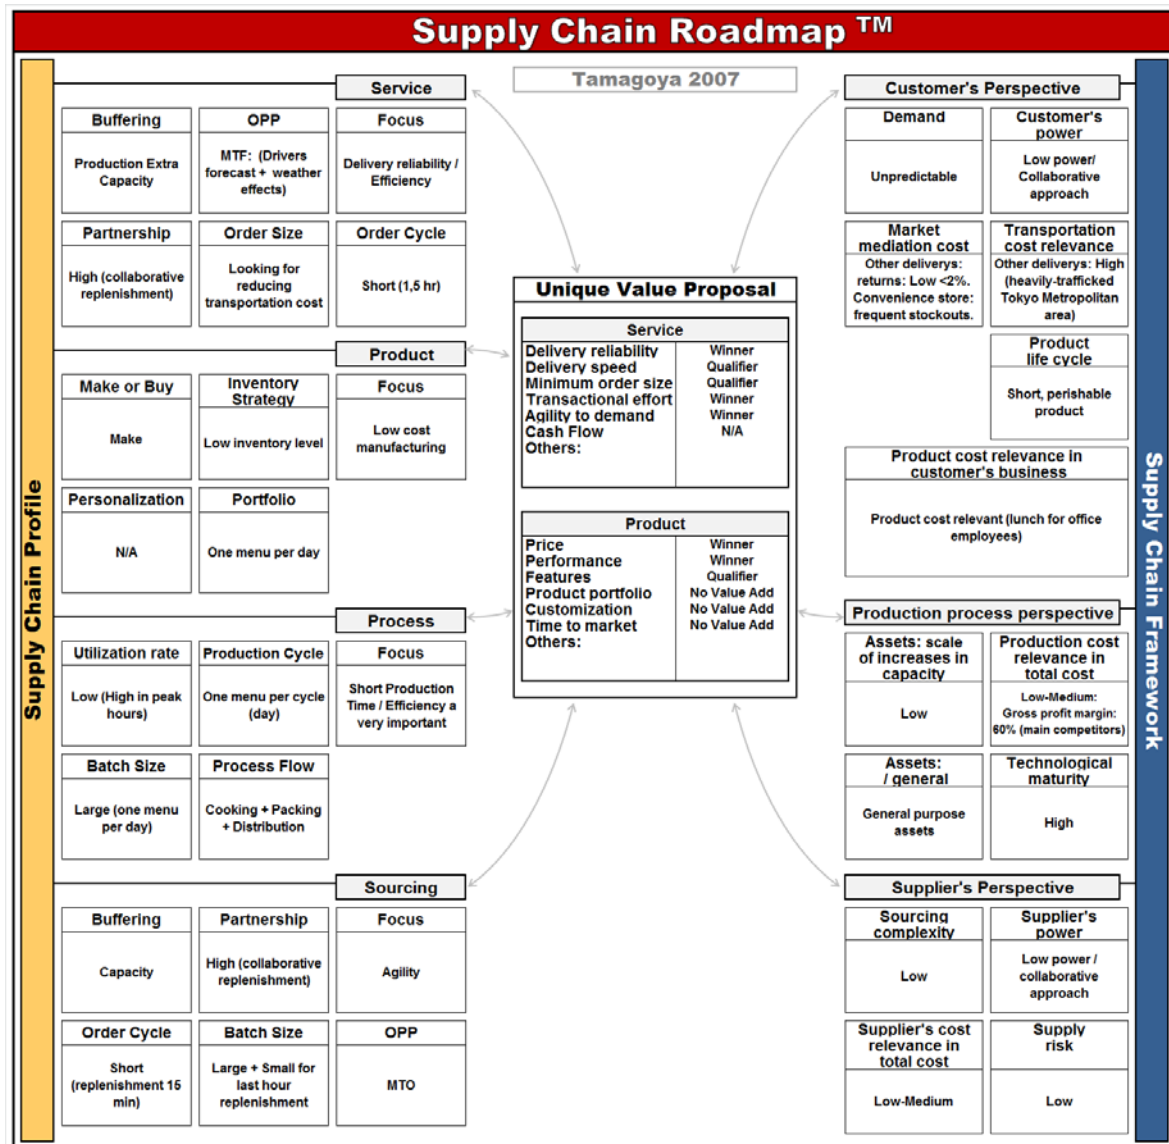 Supply Chain Roadmap TM
Tamagoya 2007
Supply Chain Profile
Service
Buffering
Production Extra
Capacity
OPP
MTF: (Drivers
forecast + weather
effects)
Focus
Delivery reliability /
Efficiency
Partnership
High (collaborative
replenishment)
Order Size
Looking for
reducing
transportation cost
Order Cycle
Short (1,5 hr)
Product
Make or Buy
Make
Inventory
Strategy
Low inventory level
Focus
Low cost
manufacturing
Personalization
N/A
Portfolio
One menu per day
Process
Utilization rate
Low (High in peak
hours)
Production Cycle
One menu per cycle
(day)
Focus
Short Production
Time / Efficiency a
very important
Batch Size
Large (one menu
per day)
Process Flow
Cooking + Packing
+ Distribution
Sourcing
Buffering
Capacity
Partnership
High (collaborative
replenishment)
Focus
Agility
Order Cycle
Short
(replenishment 15
min)
Batch Size
Large + Small for
last hour
replenishment
OPP
MTO
Unique Value Proposal
Service
Delivery reliability Winner
Delivery speed Qualifier
Minimum order size Qualifier
Transactional effort Winner
Agility to demand Winner
Cash Flow N/A
Others:
Product
Price Winner
Performance Winner
Features Qualifier
Product portfolio No Value Add
Customization No Value Add
Time to market No Value Add
Others:
Customer's Perspective
Demand
Unpredictable
Customer's
power
Low power/
Collaborative
approach
Market
mediation cost
Other deliverys:
returns: Low <2%.
Convenience store:
frequent stockouts.
Transportation
cost relevance
Other deliverys: High
(heavily-trafficked
Tokyo Metropolitan
area)
Product
life cycle
Short, perishable
product
Product cost relevance in
customer's business
Product cost relevant (lunch for office
employees)
Production process perspective
Assets: scale
of increases in
capacity
Low
Production cost
relevance in
total cost
Low-Medium:
Gross profit margin:
60% (main competitors)
Assets:
/ general
General purpose
assets
Technological
maturity
High
Supplier's Perspective
Sourcing
complexity
Low
Supplier's
power
Low power /
collaborative
approach
Supplier's cost
relevance in
total cost
Low-Medium
Supply
risk
Low
Supply Chain Framework